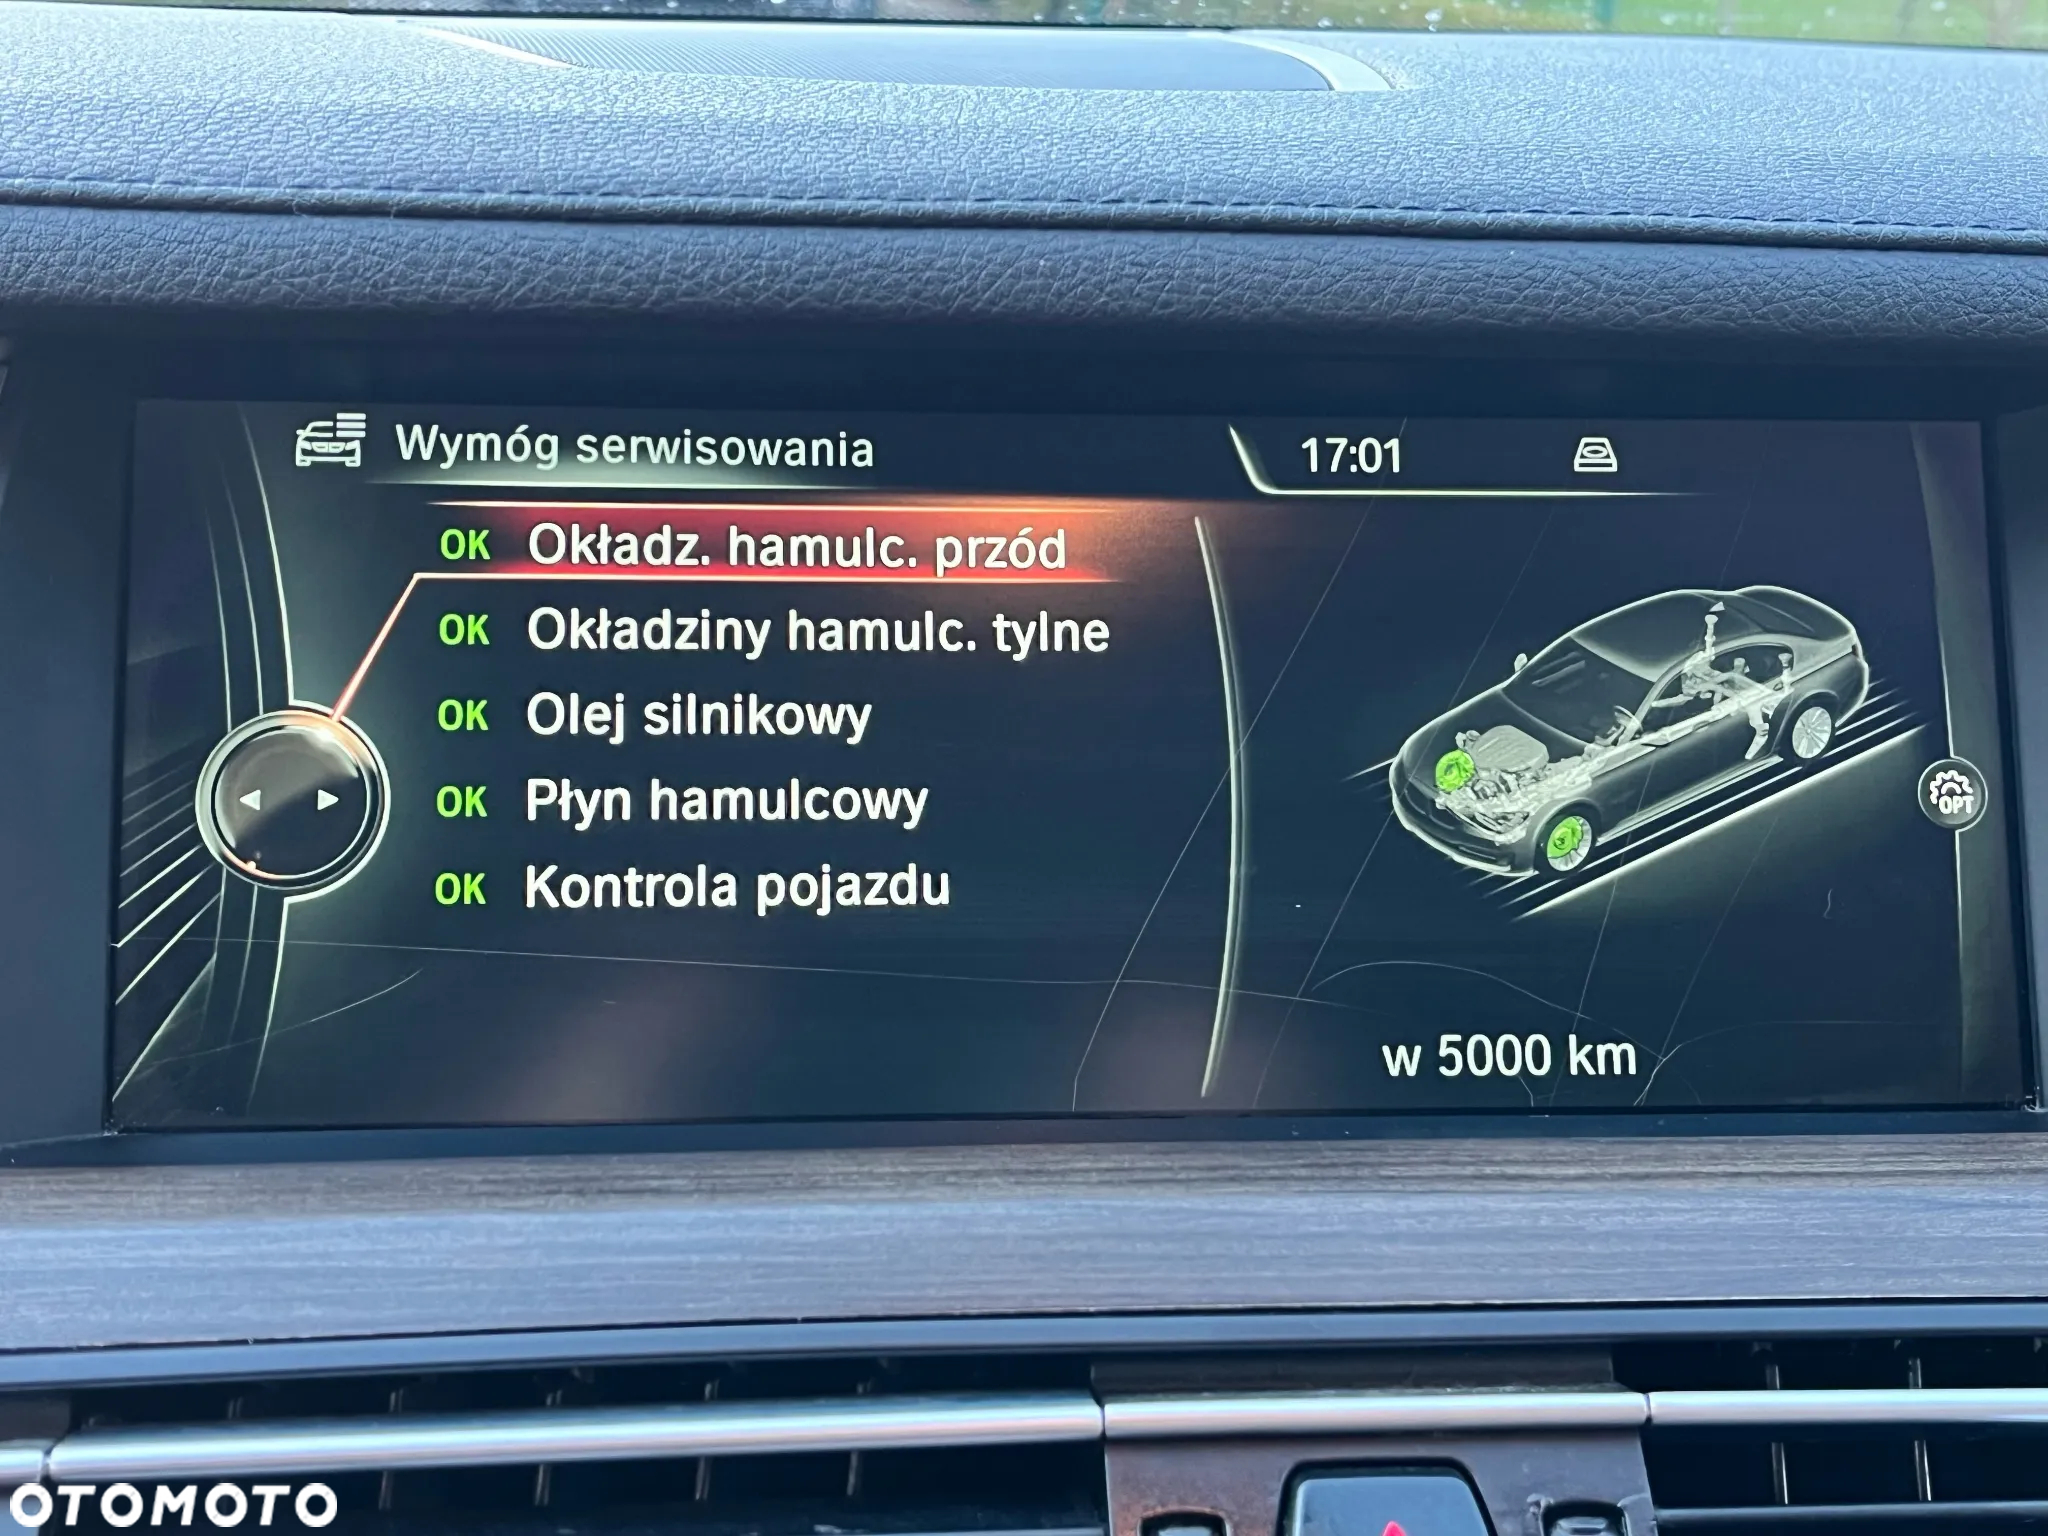 Wymóg serwisowania
17:01
OK Okładz. hamulc. przód
OK Okładziny hamulc. tylne
OK Olej silnikowy
OK Płyn hamulcowy
OK Kontrola pojazdu
OPT
w 5000 km
OTOMOTO